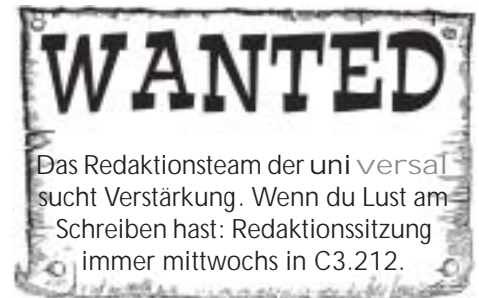 WANTED
Das Redaktionsteam der uni versal
sucht Verstärkung. Wenn du Lust am
Schreiben hast: Redaktionssitzung
immer mittwochs in C3.212.